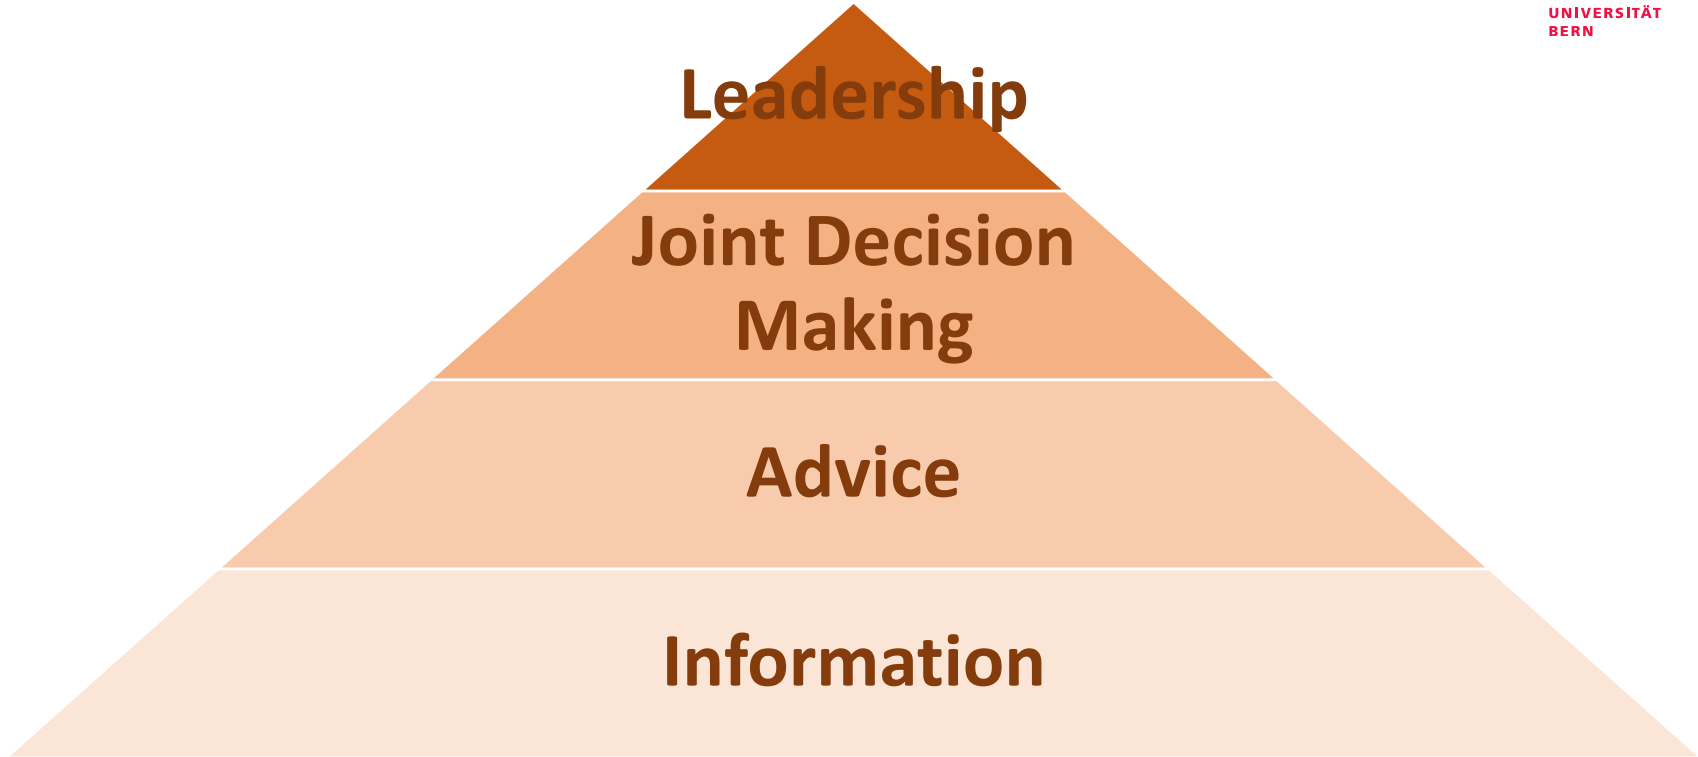 UNIVERSITÄT
BERN
Leadership
Joint Decision
Making
Advice
Information